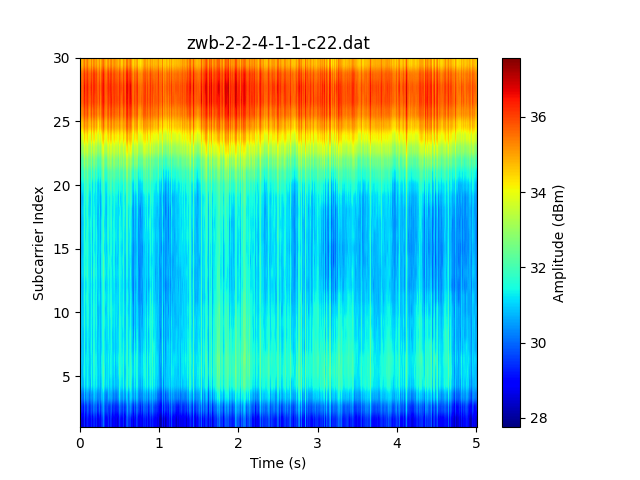 zwb-2-2-4-1-1-c22.dat
30
25
20
15
10
5
Subcarrier Index
0 1 2 3 4 5
Time (s)
36
34
32
30
28
Amplitude (dBm)